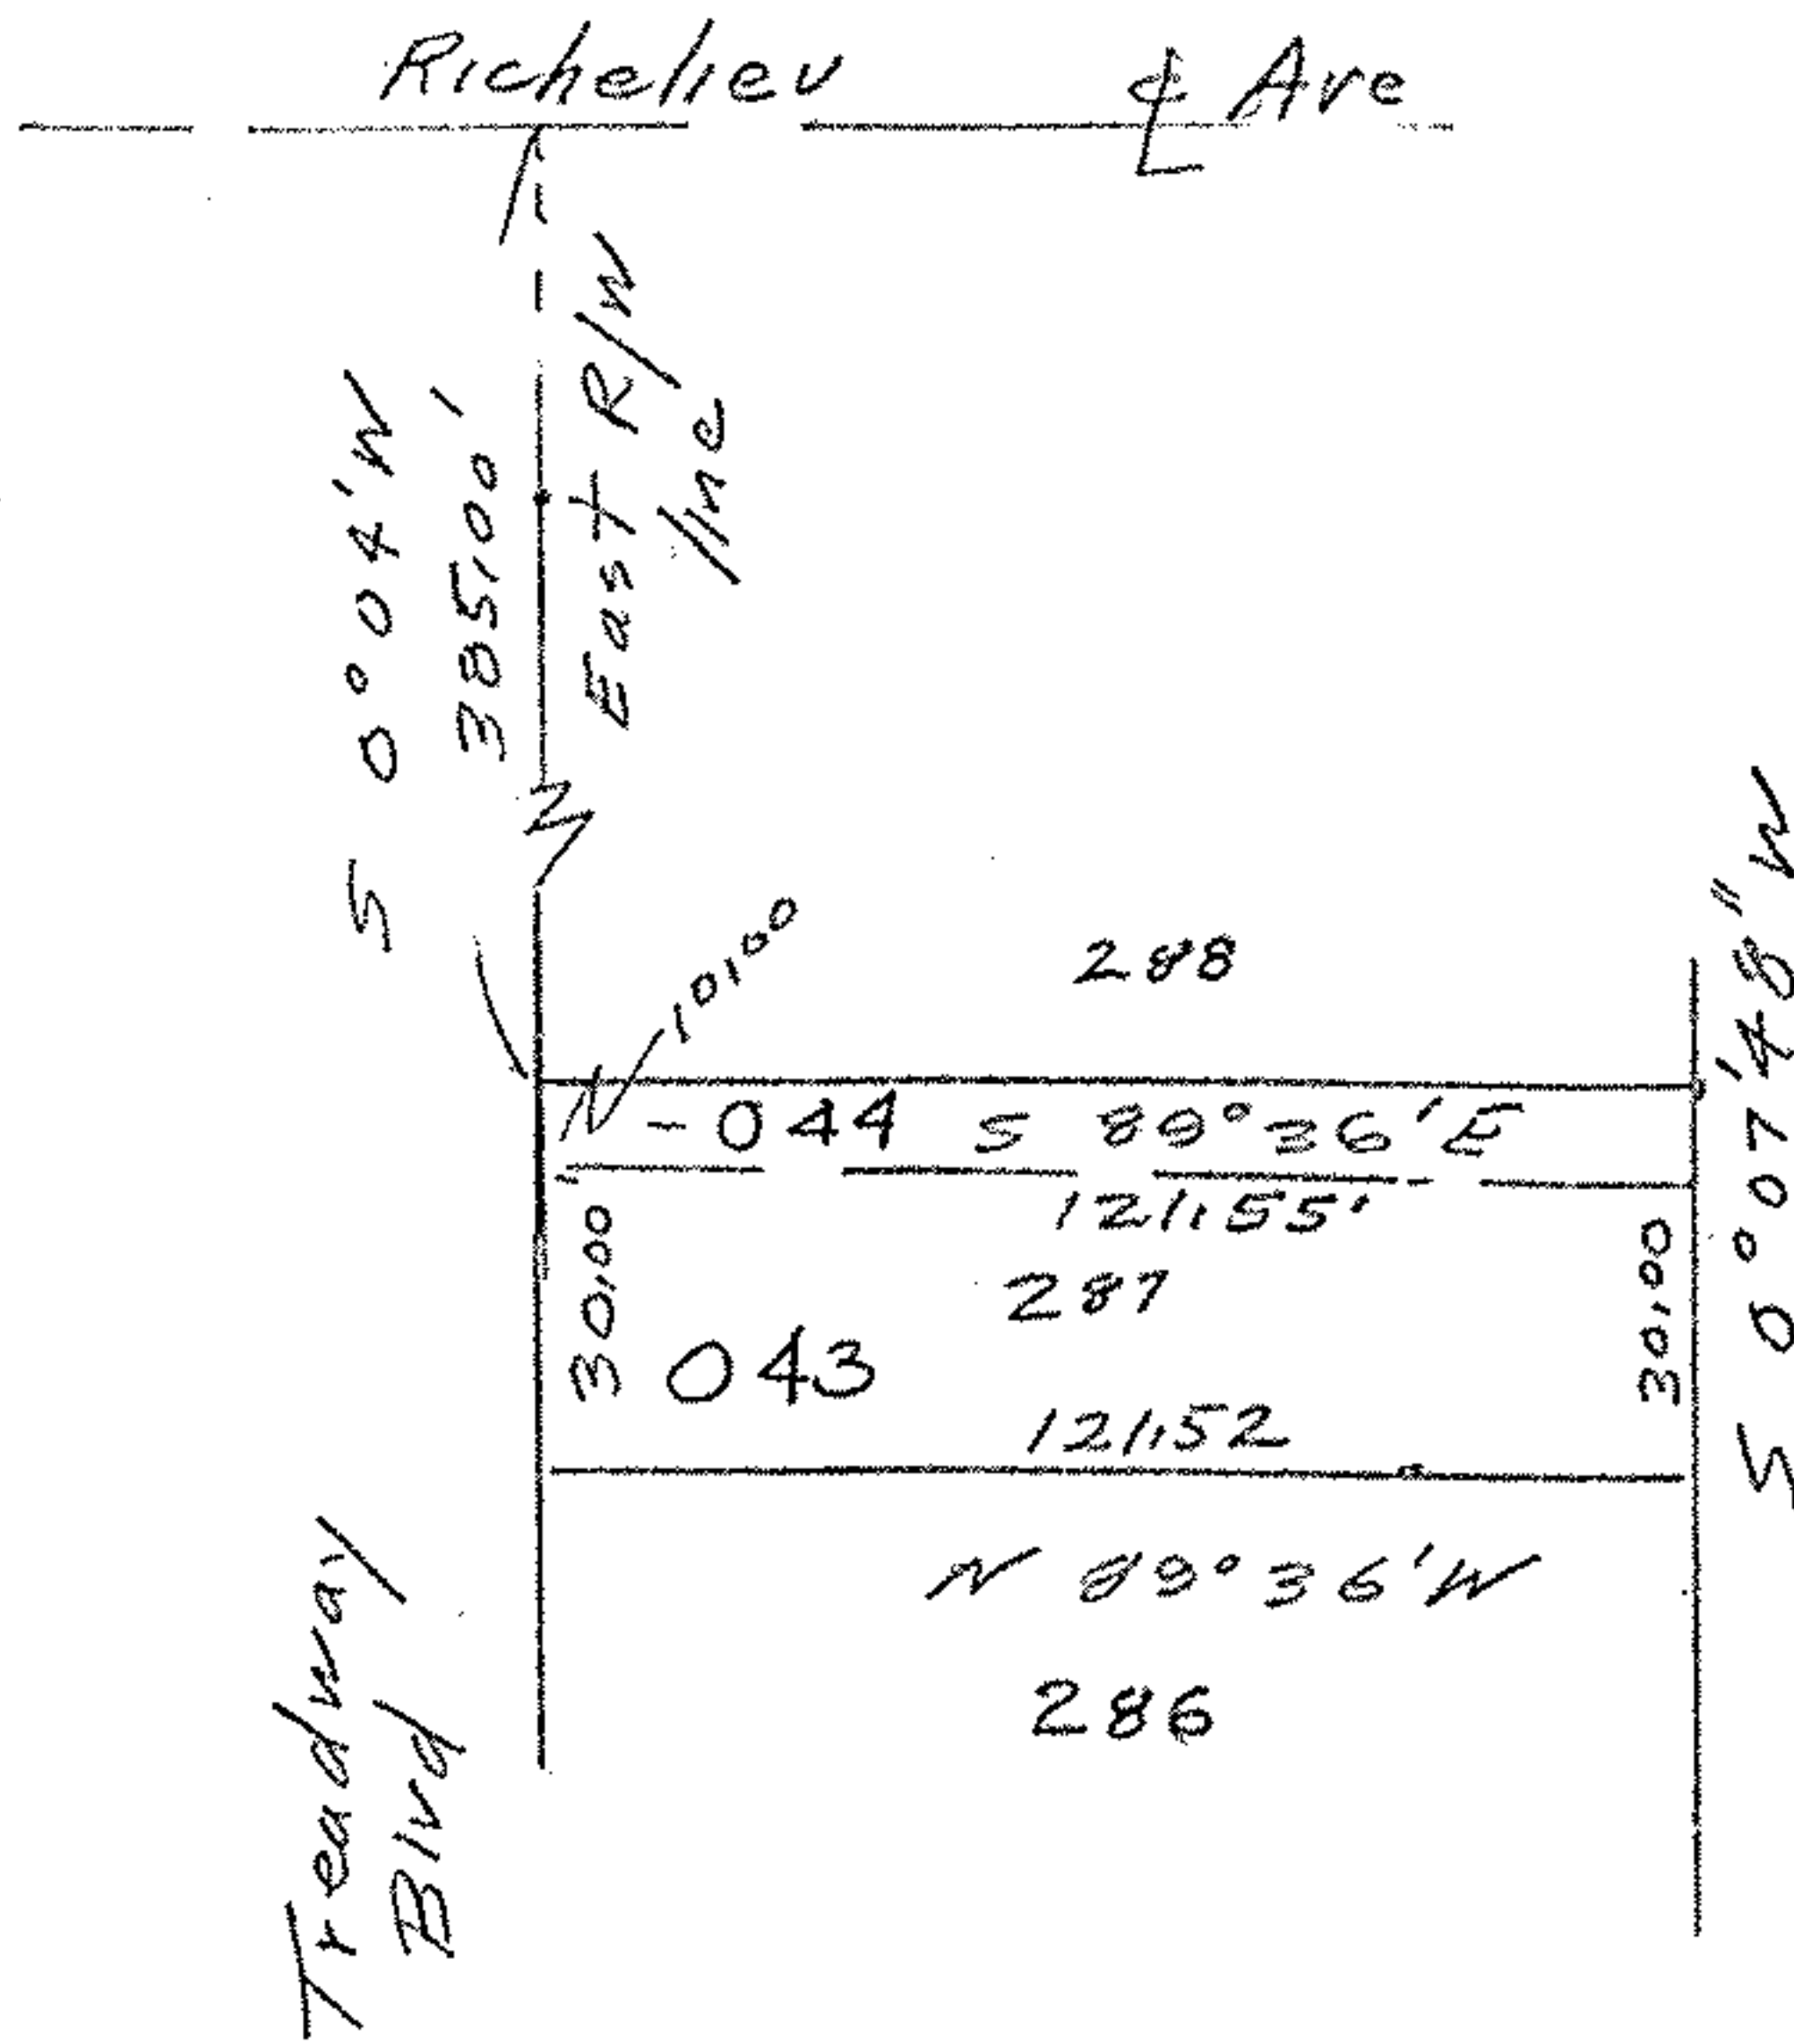 Richelieu ℄ Ave
S 0°04'W
385.00'
East R/W
line
10.00
288
N -044 S 89°36'E
121.55'
30.00
287
043
121.52
30.00
S 0°07'48"W
N 89°36'W
286
Treadway
Blvd